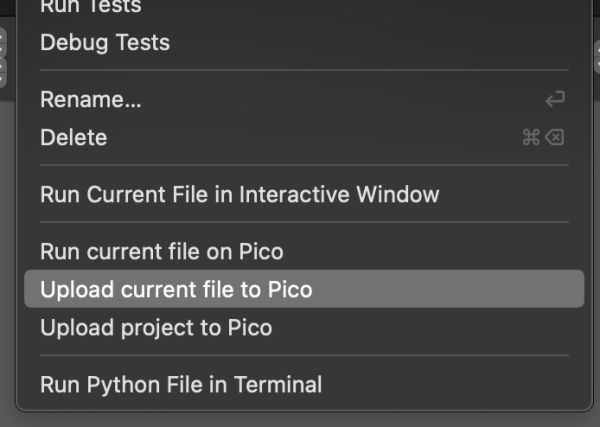 Run Tests
Debug Tests
Rename...
Delete ⌘⌫
Run Current File in Interactive Window
Run current file on Pico
Upload current file to Pico
Upload project to Pico
Run Python File in Terminal